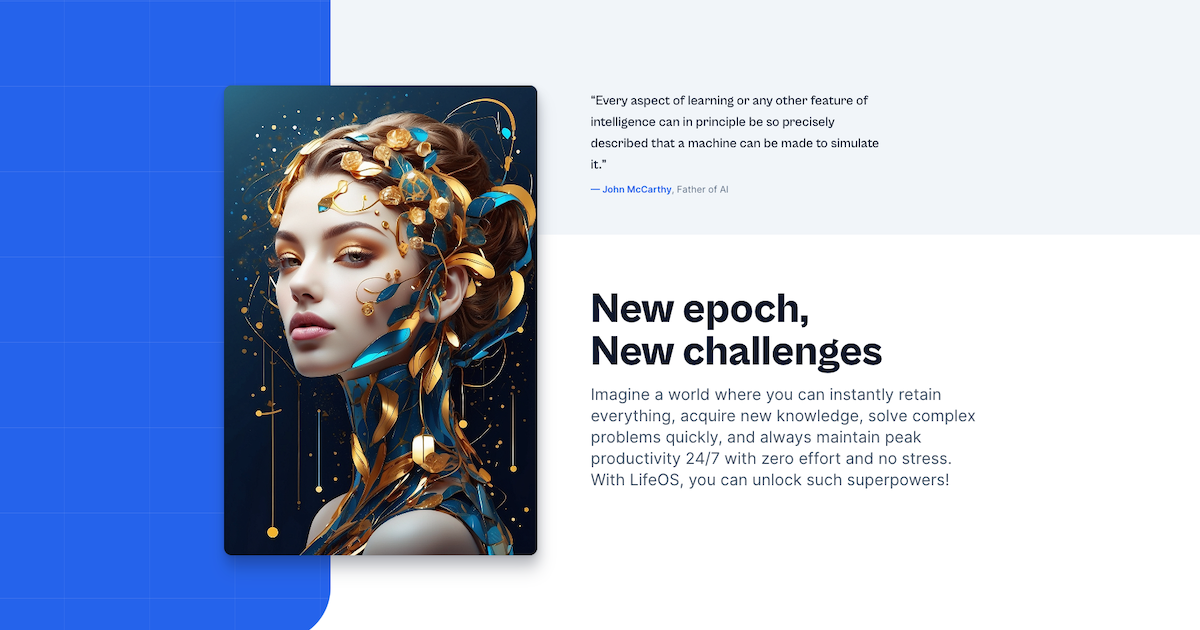 "Every aspect of learning or any other feature of
intelligence can in principle be so precisely
described that a machine can be made to simulate
it."
— John McCarthy, Father of AI
New epoch,
New challenges
Imagine a world where you can instantly retain
everything, acquire new knowledge, solve complex
problems quickly, and always maintain peak
productivity 24/7 with zero effort and no stress.
With LifeOS, you can unlock such superpowers!